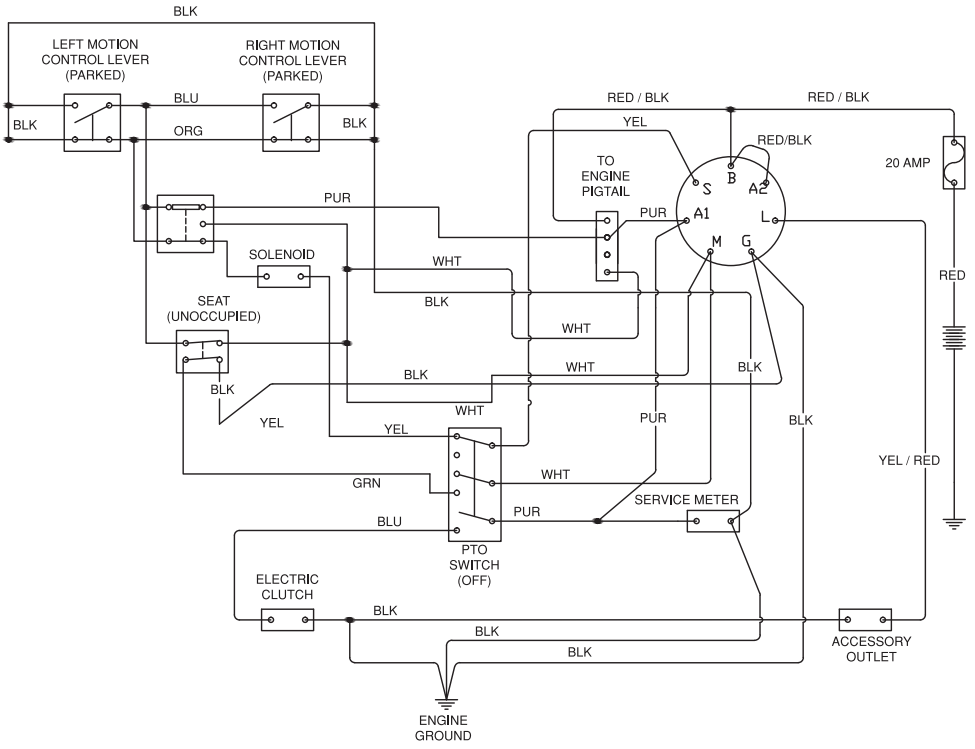 BLK
LEFT MOTION
CONTROL LEVER
(PARKED)
RIGHT MOTION
CONTROL LEVER
(PARKED)
BLU
BLK
BLK
ORG
RED / BLK
RED / BLK
YEL
RED/BLK
20 AMP
TO
ENGINE
PIGTAIL
B
S
A2
PUR
PUR
A1
L
M
G
SOLENOID
WHT
RED
BLK
SEAT
(UNOCCUPIED)
WHT
WHT
BLK
BLK
BLK
WHT
YEL
YEL
PUR
BLK
YEL / RED
WHT
GRN
SERVICE METER
PUR
BLU
PTO
SWITCH
(OFF)
ELECTRIC
CLUTCH
BLK
BLK
BLK
ACCESSORY
OUTLET
ENGINE
GROUND